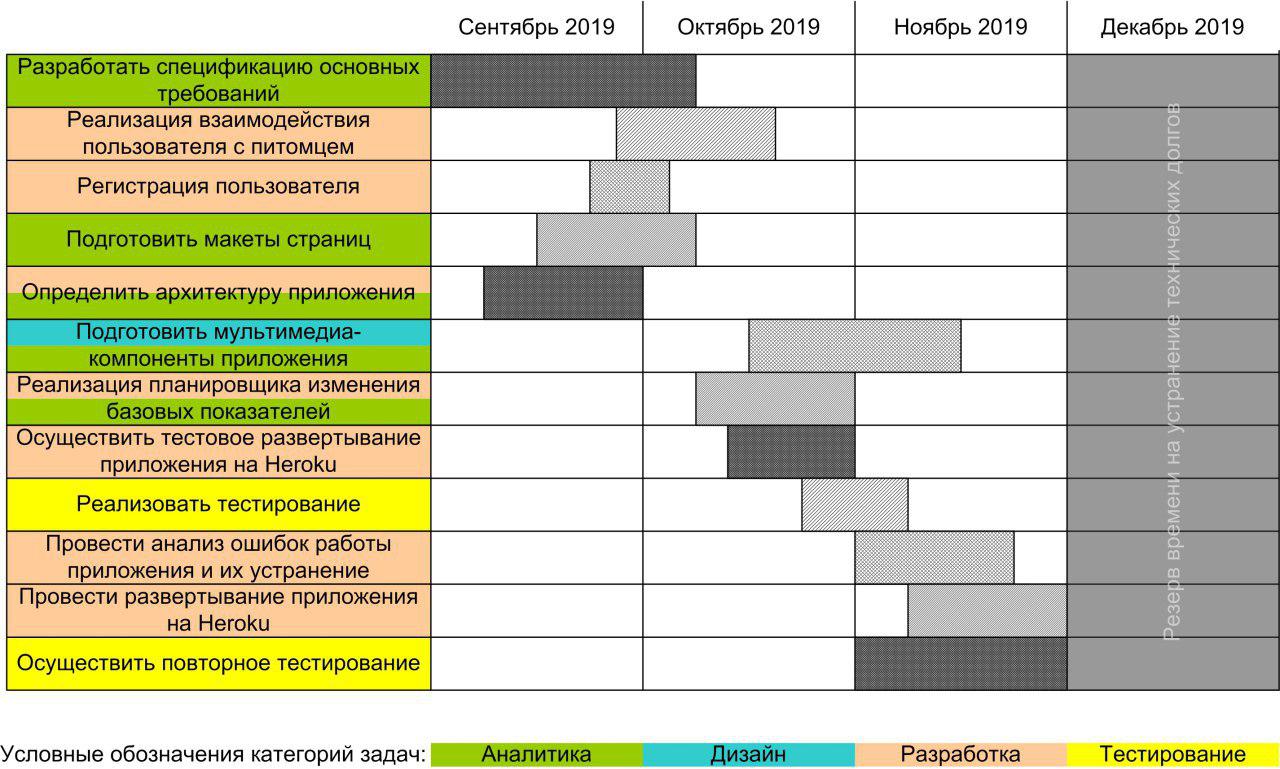 Сентябрь 2019
Октябрь 2019
Ноябрь 2019
Декабрь 2019
Разработать спецификацию основных
требований
Реализация взаимодействия
пользователя с питомцем
Регистрация пользователя
Подготовить макеты страниц
Определить архитектуру приложения
Подготовить мультимедиа-
компоненты приложения
Реализация планировщика изменения
базовых показателей
Осуществить тестовое развертывание
приложения на Heroku
Реализовать тестирование
Провести анализ ошибок работы
приложения и их устранение
Провести развертывание приложения
на Heroku
Осуществить повторное тестирование
Резерв времени на устранение технических долгов
Условные обозначения категорий задач:
Аналитика
Дизайн
Разработка
Тестирование